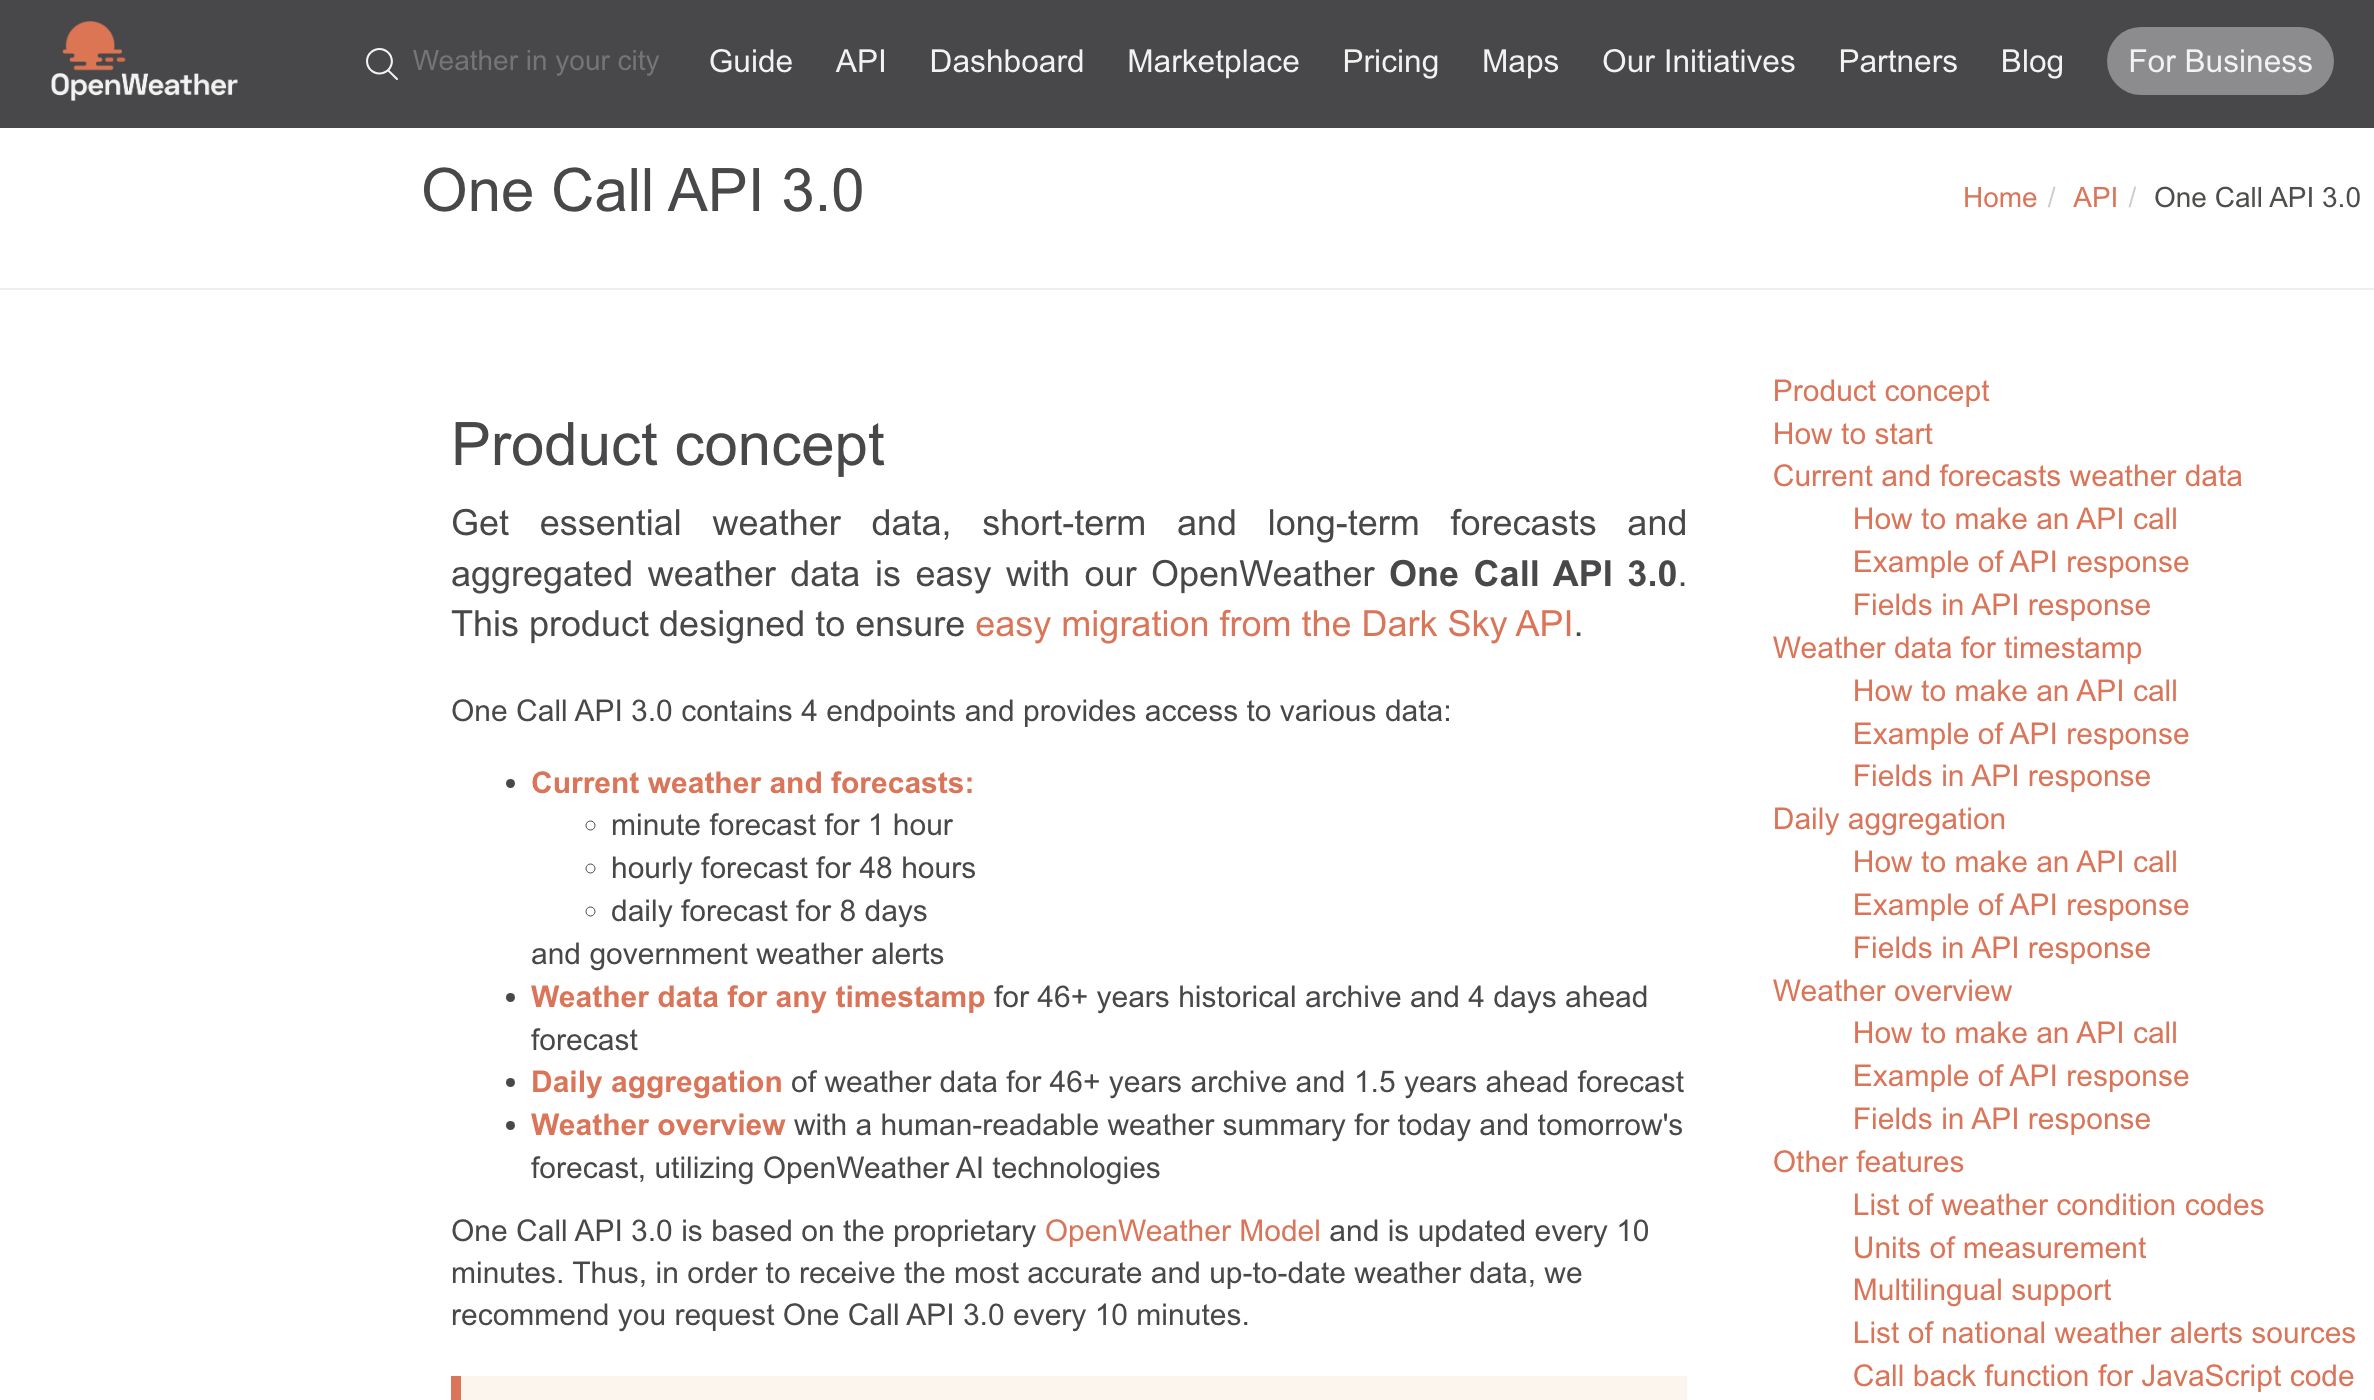 OpenWeather
Weather in your city
Guide
API
Dashboard
Marketplace
Pricing
Maps
Our Initiatives
Partners
Blog
For Business
One Call API 3.0
Home / API / One Call API 3.0
Product concept
Get essential weather data, short-term and long-term forecasts and
aggregated weather data is easy with our OpenWeather One Call API 3.0.
This product designed to ensure easy migration from the Dark Sky API.
One Call API 3.0 contains 4 endpoints and provides access to various data:
• Current weather and forecasts:
◦ minute forecast for 1 hour
◦ hourly forecast for 48 hours
◦ daily forecast for 8 days
and government weather alerts
• Weather data for any timestamp for 46+ years historical archive and 4 days ahead
forecast
• Daily aggregation of weather data for 46+ years archive and 1.5 years ahead forecast
• Weather overview with a human-readable weather summary for today and tomorrow's
forecast, utilizing OpenWeather AI technologies
One Call API 3.0 is based on the proprietary OpenWeather Model and is updated every 10
minutes. Thus, in order to receive the most accurate and up-to-date weather data, we
recommend you request One Call API 3.0 every 10 minutes.
Product concept
How to start
Current and forecasts weather data
How to make an API call
Example of API response
Fields in API response
Weather data for timestamp
How to make an API call
Example of API response
Fields in API response
Daily aggregation
How to make an API call
Example of API response
Fields in API response
Weather overview
How to make an API call
Example of API response
Fields in API response
Other features
List of weather condition codes
Units of measurement
Multilingual support
List of national weather alerts sources
Call back function for JavaScript code